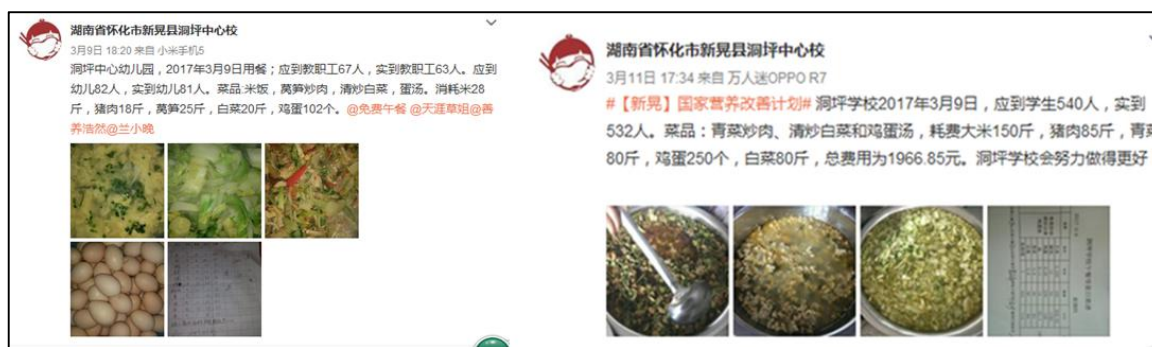 湖南省怀化市新晃县洞坪中心校
3月9日 18:20 来自 小米手机5
洞坪中心幼儿园，2017年3月9日用餐；应到教职工67人，实到教职工63人。应到
幼儿82人，实到幼儿81人。菜品:米饭，莴笋炒肉，清炒白菜，蛋汤。消耗米28
斤，猪肉18斤，莴笋25斤，白菜20斤，鸡蛋102个。@免费午餐 @天涯草姐@善
养浩然@兰小晚
湖南省怀化市新晃县洞坪中心校
3月11日 17:34 来自 万人迷OPPO R7
#【新晃】国家营养改善计划# 洞坪学校2017年3月9日，应到学生540人，实到
532人。菜品：青菜炒肉、清炒白菜和鸡蛋汤，耗费大米150斤，猪肉85斤，青菜
80斤，鸡蛋250个，白菜80斤，总费用为1966.85元。洞坪学校会努力做得更好